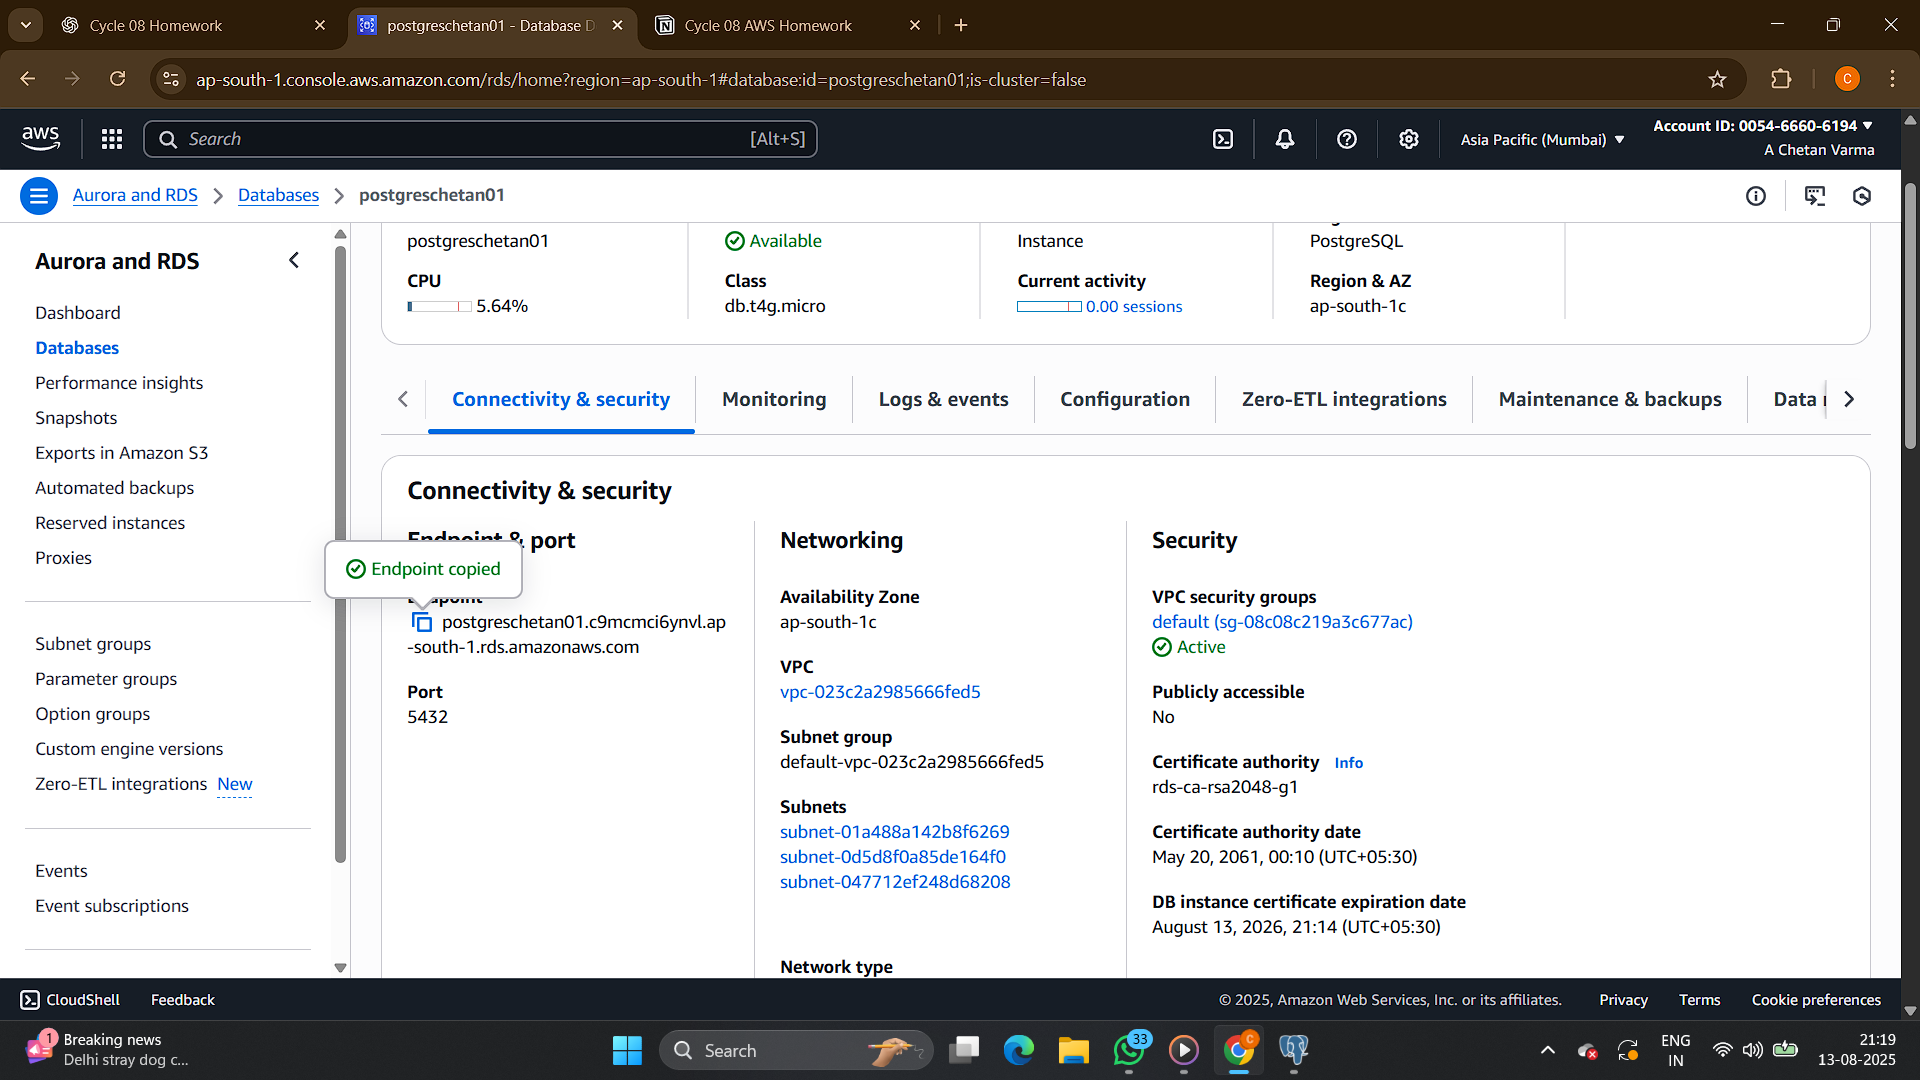 Cycle 08 Homework
postgreschetan01 - Database D
Cycle 08 AWS Homework
ap-south-1.console.aws.amazon.com/rds/home?region=ap-south-1#database:id=postgreschetan01;is-cluster=false
C
aws
Search
[Alt+S]
Asia Pacific (Mumbai)
Account ID: 0054-6660-6194
A Chetan Varma
Aurora and RDS
Databases
postgreschetan01
Aurora and RDS
Dashboard
Databases
Performance insights
Snapshots
Exports in Amazon S3
Automated backups
Reserved instances
Proxies
Subnet groups
Parameter groups
Option groups
Custom engine versions
Zero-ETL integrations New
Events
Event subscriptions
postgreschetan01
Available
Instance
PostgreSQL
CPU
5.64%
Class
db.t4g.micro
Current activity
0.00 sessions
Region & AZ
ap-south-1c
Connectivity & security
Monitoring
Logs & events
Configuration
Zero-ETL integrations
Maintenance & backups
Data
Connectivity & security
Endpoint & port
Endpoint copied
Endpoint
postgreschetan01.c9mcmci6ynvl.ap
-south-1.rds.amazonaws.com
Port
5432
Networking
Availability Zone
ap-south-1c
VPC
vpc-023c2a2985666fed5
Subnet group
default-vpc-023c2a2985666fed5
Subnets
subnet-01a488a142b8f6269
subnet-0d5d8f0a85de164f0
subnet-047712ef248d68208
Network type
Security
VPC security groups
default (sg-08c08c219a3c677ac)
Active
Publicly accessible
No
Certificate authority Info
rds-ca-rsa2048-g1
Certificate authority date
May 20, 2061, 00:10 (UTC+05:30)
DB instance certificate expiration date
August 13, 2026, 21:14 (UTC+05:30)
CloudShell
Feedback
© 2025, Amazon Web Services, Inc. or its affiliates.
Privacy
Terms
Cookie preferences
1
Breaking news
Delhi stray dog c...
Search
33
C
ENG
IN
21:19
13-08-2025